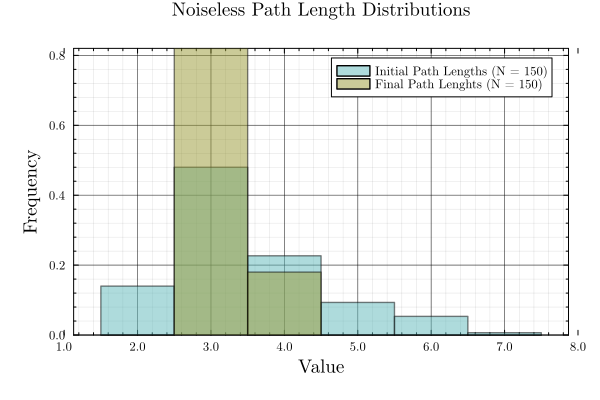 Noiseless Path Length Distributions
Initial Path Lengths (N = 150)
Final Path Lenghts (N = 150)
Frequency
0.8
0.6
0.4
0.2
0.0
1.0 2.0 3.0 4.0 5.0 6.0 7.0 8.0
Value